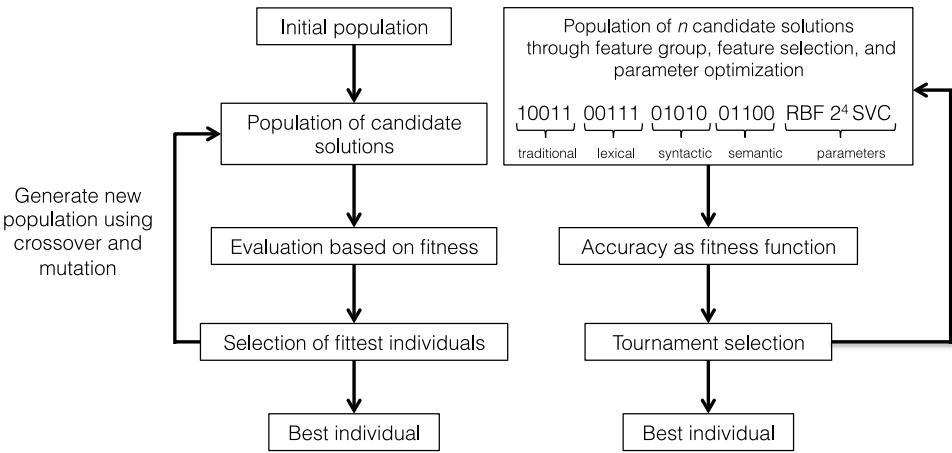 Initial population
Population of candidate
solutions
Generate new
population using
crossover and
mutation
Evaluation based on fitness
Selection of fittest individuals
Best individual
Population of n candidate solutions
through feature group, feature selection, and
parameter optimization
10011 00111 01010 01100 RBF 2⁴ SVC
traditional lexical syntactic semantic parameters
Accuracy as fitness function
Tournament selection
Best individual